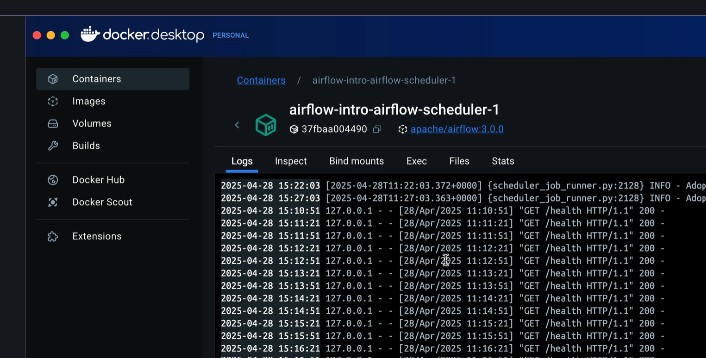 docker.desktop PERSONAL
Containers
Images
Volumes
Builds
Docker Hub
Docker Scout
Extensions
Containers / airflow-intro-airflow-scheduler-1
airflow-intro-airflow-scheduler-1
37fbaa004490 apache/airflow:3.0.0
Logs Inspect Bind mounts Exec Files Stats
2025-04-28 15:22:03 [2025-04-28T11:22:03.372+0000] {scheduler_job_runner.py:2128} INFO - Adop
2025-04-28 15:27:03 [2025-04-28T11:27:03.363+0000] {scheduler_job_runner.py:2128} INFO - Adop
2025-04-28 15:10:51 127.0.0.1 - - [28/Apr/2025 11:10:51] "GET /health HTTP/1.1" 200 -
2025-04-28 15:11:21 127.0.0.1 - - [28/Apr/2025 11:11:21] "GET /health HTTP/1.1" 200 -
2025-04-28 15:11:51 127.0.0.1 - - [28/Apr/2025 11:11:51] "GET /health HTTP/1.1" 200 -
2025-04-28 15:12:21 127.0.0.1 - - [28/Apr/2025 11:12:21] "GET /health HTTP/1.1" 200 -
2025-04-28 15:12:51 127.0.0.1 - - [28/Apr/2025 11:12:51] "GET /health HTTP/1.1" 200 -
2025-04-28 15:13:21 127.0.0.1 - - [28/Apr/2025 11:13:21] "GET /health HTTP/1.1" 200 -
2025-04-28 15:13:51 127.0.0.1 - - [28/Apr/2025 11:13:51] "GET /health HTTP/1.1" 200 -
2025-04-28 15:14:21 127.0.0.1 - - [28/Apr/2025 11:14:21] "GET /health HTTP/1.1" 200 -
2025-04-28 15:14:51 127.0.0.1 - - [28/Apr/2025 11:14:51] "GET /health HTTP/1.1" 200 -
2025-04-28 15:15:21 127.0.0.1 - - [28/Apr/2025 11:15:21] "GET /health HTTP/1.1" 200 -
2025-04-28 15:15:51 127.0.0.1 - - [28/Apr/2025 11:15:51] "GET /health HTTP/1.1" 200 -
2025-04-28 15:16:21 127.0.0.1 - - [28/Apr/2025 11:16:21] "GET /health HTTP/1.1" 200 -